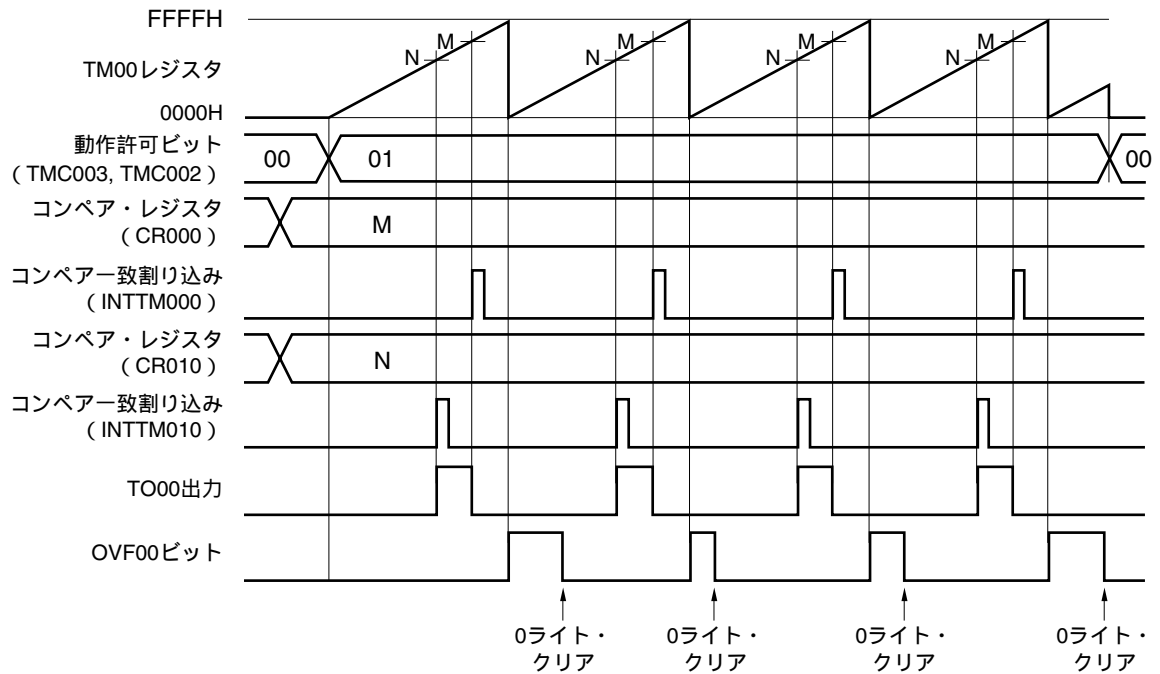 FFFFH
TM00レジスタ
0000H
N M N M N M N M
動作許可ビット
(TMC003, TMC002)
00 01 00
コンペア・レジスタ
(CR000)
M
コンペア一致割り込み
(INTTM000)
コンペア・レジスタ
(CR010)
N
コンペア一致割り込み
(INTTM010)
TO00出力
OVF00ビット
0ライト・
クリア
0ライト・
クリア
0ライト・
クリア
0ライト・
クリア